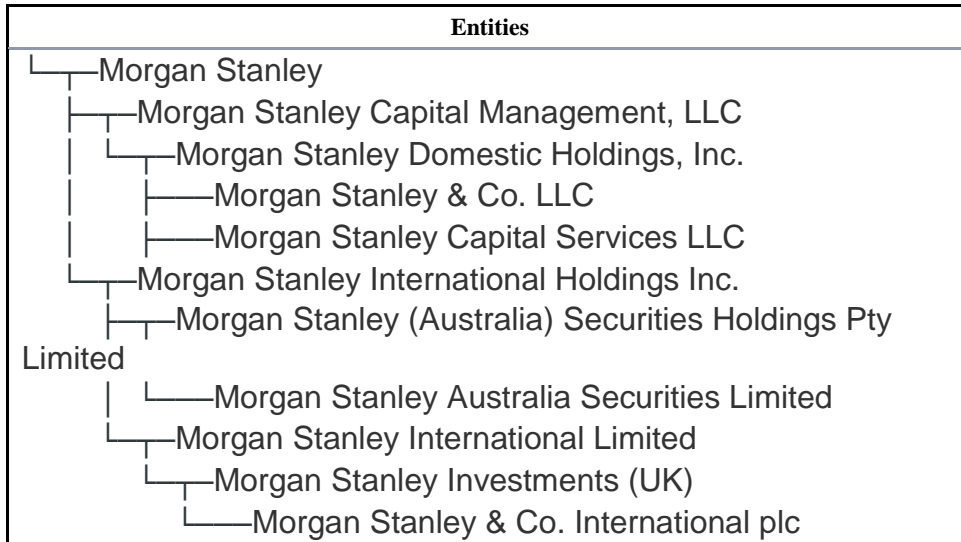 Entities
Morgan Stanley
Morgan Stanley Capital Management, LLC
Morgan Stanley Domestic Holdings, Inc.
Morgan Stanley & Co. LLC
Morgan Stanley Capital Services LLC
Morgan Stanley International Holdings Inc.
Morgan Stanley (Australia) Securities Holdings Pty
Limited
Morgan Stanley Australia Securities Limited
Morgan Stanley International Limited
Morgan Stanley Investments (UK)
Morgan Stanley & Co. International plc